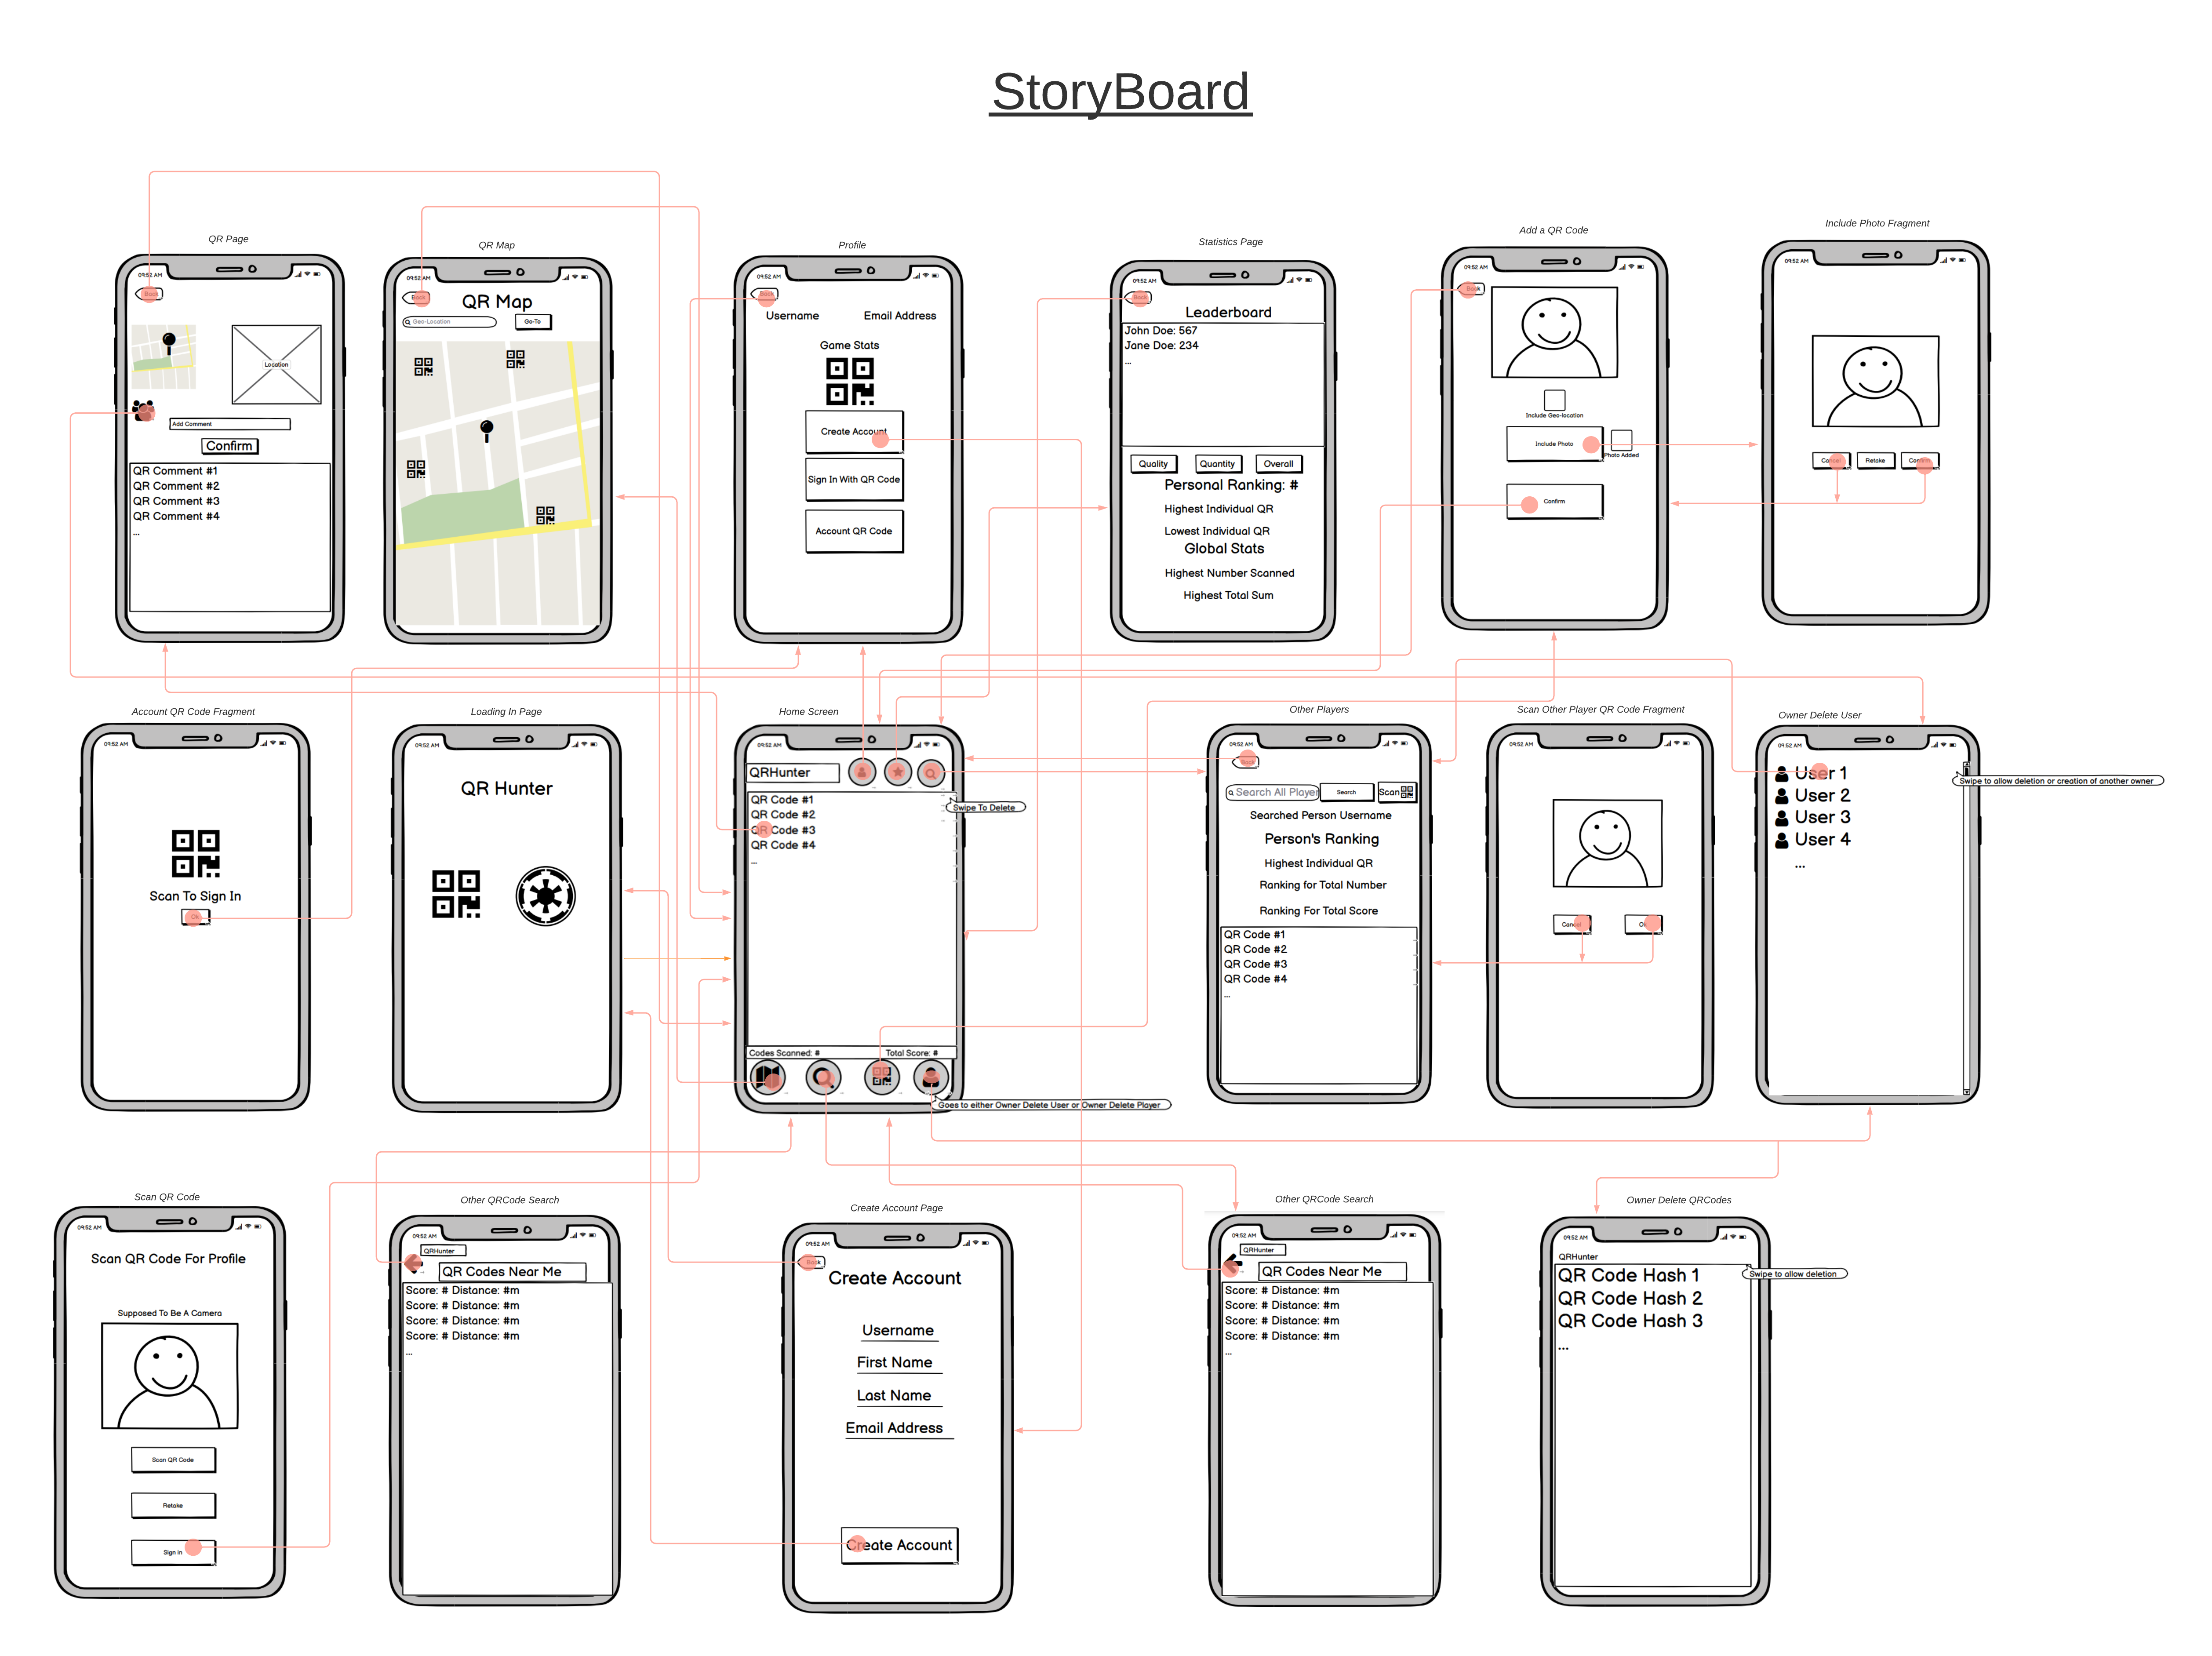 StoryBoard
QR Page
09:52 AM
Back
Location
Add Comment
Confirm
QR Comment #1
QR Comment #2
QR Comment #3
QR Comment #4
...
QR Map
09:52 AM
Back
QR Map
Geo-Location
Go-To
Profile
09:52 AM
Back
Username Email Address
Game Stats
Create Account
Sign In With QR Code
Account QR Code
Statistics Page
09:52 AM
Back
Leaderboard
John Doe: 567
Jane Doe: 234
...
Quality Quantity Overall
Personal Ranking: #
Highest Individual QR
Lowest Individual QR
Global Stats
Highest Number Scanned
Highest Total Sum
Add a QR Code
09:52 AM
Back
Include Geo-location
Include Photo
Photo Added
Confirm
Include Photo Fragment
09:52 AM
Cancel Retake Confirm
Account QR Code Fragment
09:52 AM
Scan To Sign In
Ok
Loading In Page
09:52 AM
QR Hunter
Home Screen
09:52 AM
QRHunter
QR Code #1
QR Code #2
QR Code #3
QR Code #4
...
Swipe To Delete
Codes Scanned: # Total Score: #
Goes to either Owner Delete User or Owner Delete Player
Other Players
09:52 AM
Back
Search All Player
Search
Scan
Searched Person Username
Person's Ranking
Highest Individual QR
Ranking for Total Number
Ranking For Total Score
QR Code #1
QR Code #2
QR Code #3
QR Code #4
...
Scan Other Player QR Code Fragment
09:52 AM
Cancel
Owner Delete User
09:52 AM
User 1
User 2
User 3
User 4
...
Swipe to allow deletion or creation of another owner
Scan QR Code
09:52 AM
Scan QR Code For Profile
Supposed To Be A Camera
Scan QR Code
Retake
Sign in
Other QRCode Search
09:52 AM
QRHunter
QR Codes Near Me
Score: # Distance: #m
Score: # Distance: #m
Score: # Distance: #m
Score: # Distance: #m
...
Create Account Page
09:52 AM
Back
Create Account
Username
First Name
Last Name
Email Address
Create Account
Other QRCode Search
09:52 AM
QRHunter
QR Codes Near Me
Score: # Distance: #m
Score: # Distance: #m
Score: # Distance: #m
Score: # Distance: #m
...
Owner Delete QRCodes
09:52 AM
QRHunter
QR Code Hash 1
QR Code Hash 2
QR Code Hash 3
...
Swipe to allow deletion